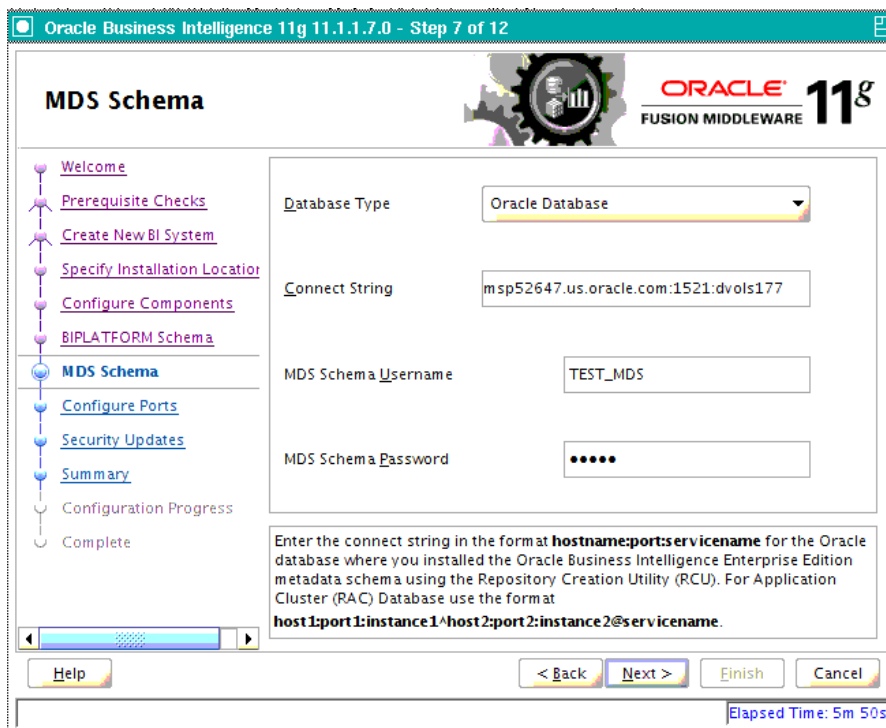 Oracle Business Intelligence 11g 11.1.1.7.0 - Step 7 of 12
MDS Schema
ORACLE
FUSION MIDDLEWARE
11g
Welcome
Prerequisite Checks
Create New BI System
Specify Installation Location
Configure Components
BIPLATFORM Schema
MDS Schema
Configure Ports
Security Updates
Summary
Configuration Progress
Complete
Database Type
Oracle Database
Connect String
msp52647.us.oracle.com:1521:dvols177
MDS Schema Username
TEST_MDS
MDS Schema Password
•••••
Enter the connect string in the format hostname:port:servicename for the Oracle
database where you installed the Oracle Business Intelligence Enterprise Edition
metadata schema using the Repository Creation Utility (RCU). For Application
Cluster (RAC) Database use the format
host1:port1:instance1^host2:port2:instance2@servicename.
Help
< Back
Next >
Finish
Cancel
Elapsed Time: 5m 50s